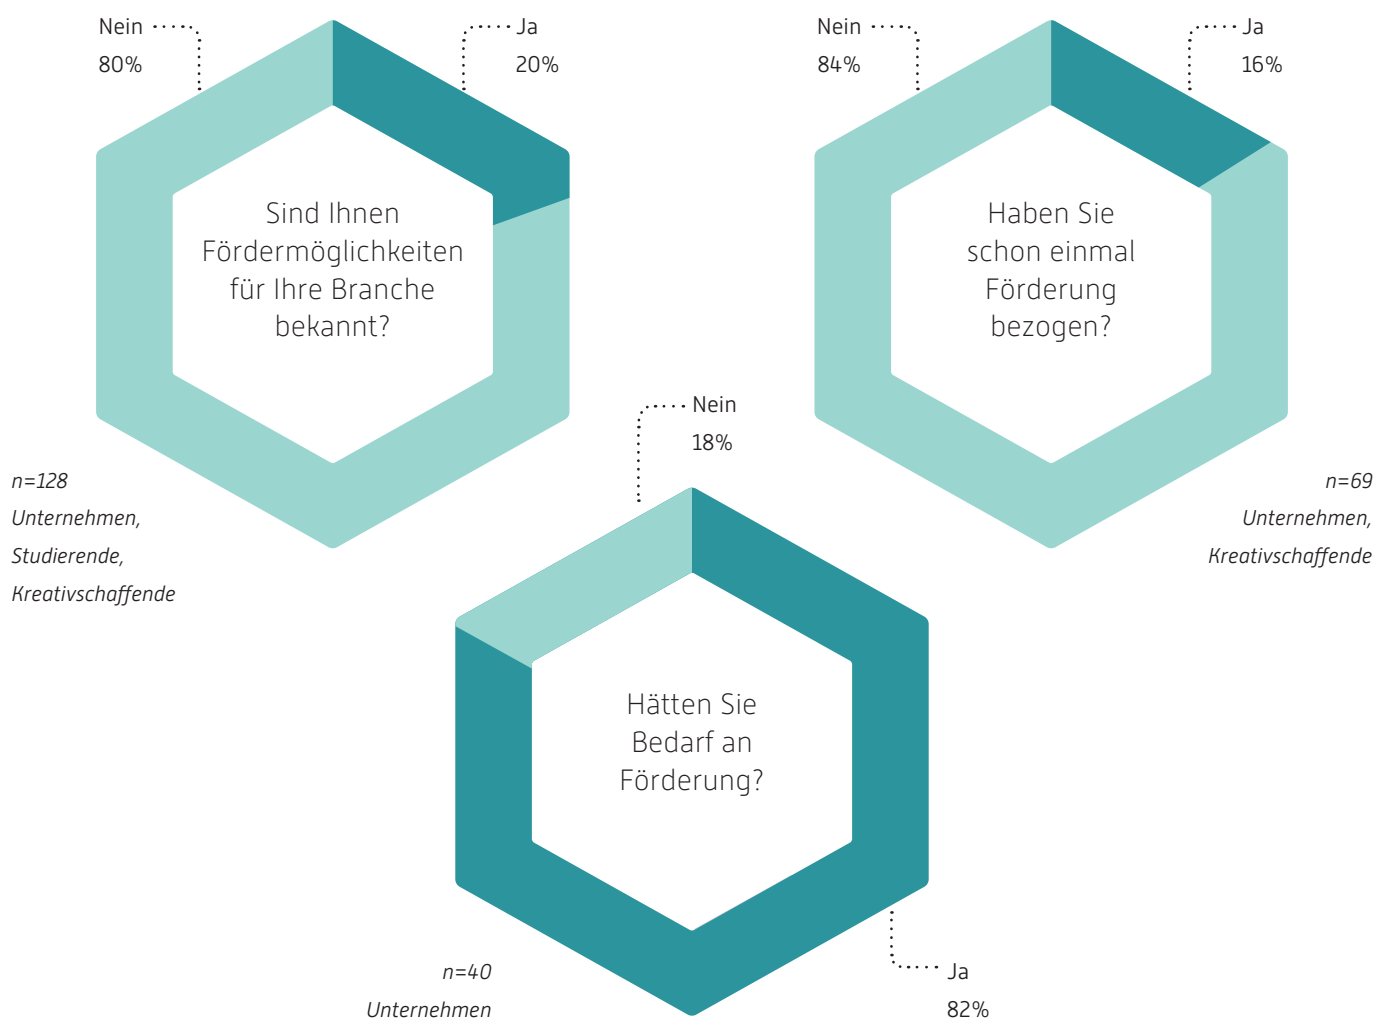 Nein
80%
Ja
20%
Sind Ihnen
Fördermöglichkeiten
für Ihre Branche
bekannt?
n=128
Unternehmen,
Studierende,
Kreativschaffende
Nein
84%
Ja
16%
Haben Sie
schon einmal
Förderung
bezogen?
n=69
Unternehmen,
Kreativschaffende
Nein
18%
Hätten Sie
Bedarf an
Förderung?
n=40
Unternehmen
Ja
82%